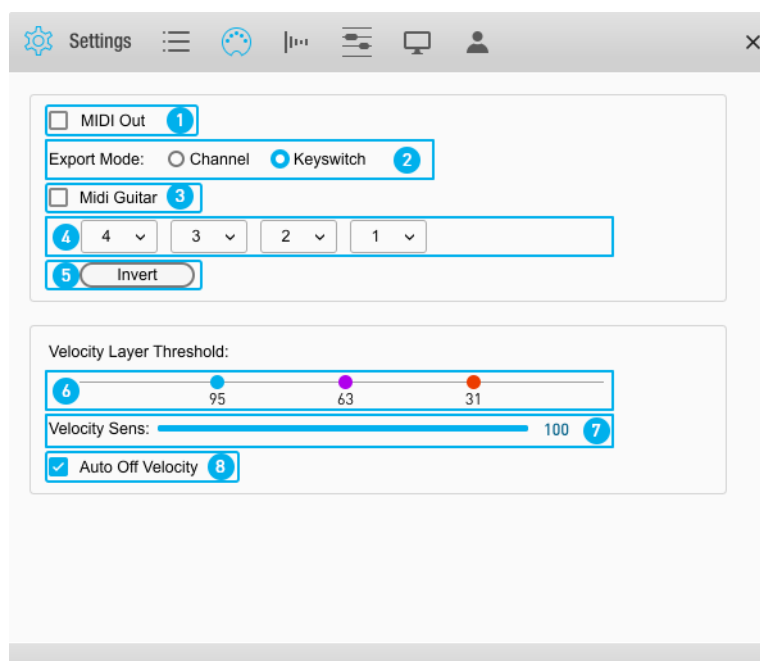 Settings
MIDI Out 1
Export Mode: Channel Keyswitch 2
Midi Guitar 3
4 4 3 2 1
5 Invert
Velocity Layer Threshold:
6
95 63 31
Velocity Sens: 100 7
Auto Off Velocity 8